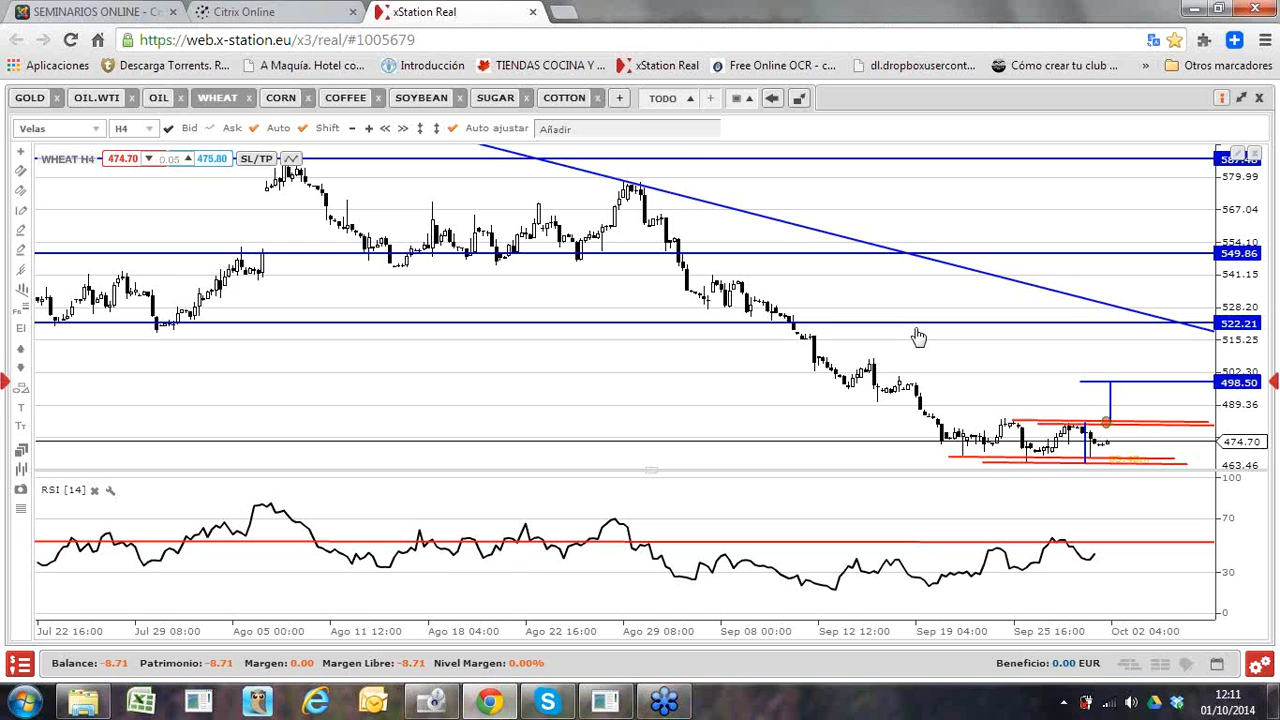 SEMINARIOS ONLINE - Ce
Citrix Online
xStation Real
https://web.x-station.eu/x3/real/#1005679
Aplicaciones
Descarga Torrents. R...
A Maquía. Hotel co...
Introducción
TIENDAS COCINA Y ...
xStation Real
Free Online OCR - c...
dl.dropboxusercont...
Cómo crear tu club ...
»
Otros marcadores
GOLD
OIL.WTI
OIL
WHEAT
CORN
COFFEE
SOYBEAN
SUGAR
COTTON
TODO
Velas
H4
Bid
Ask
Auto
Shift
Auto ajustar
Añadir
WHEAT H4
474.70
0.05
475.80
SL/TP
579.99
567.04
554.10
549.86
541.15
528.20
522.21
515.25
502.30
498.50
489.36
474.70
463.46
RSI [14]
100
70
30
0
Jul 22 16:00
Jul 29 08:00
Ago 05 00:00
Ago 11 12:00
Ago 18 04:00
Ago 22 16:00
Ago 29 08:00
Sep 08 00:00
Sep 12 12:00
Sep 19 04:00
Sep 25 16:00
Oct 02 04:00
Balance: -8.71
Patrimonio: -8.71
Margen: 0.00
Margen Libre: -8.71
Nivel Margen: 0.00%
Beneficio: 0.00 EUR
12:11
01/10/2014